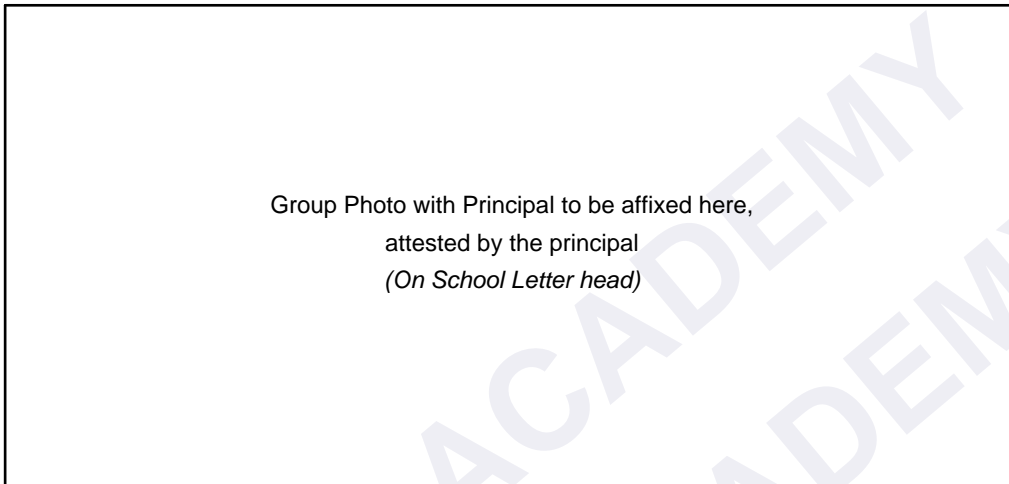 Group Photo with Principal to be affixed here,
attested by the principal
(On School Letter head)
ACADEMY